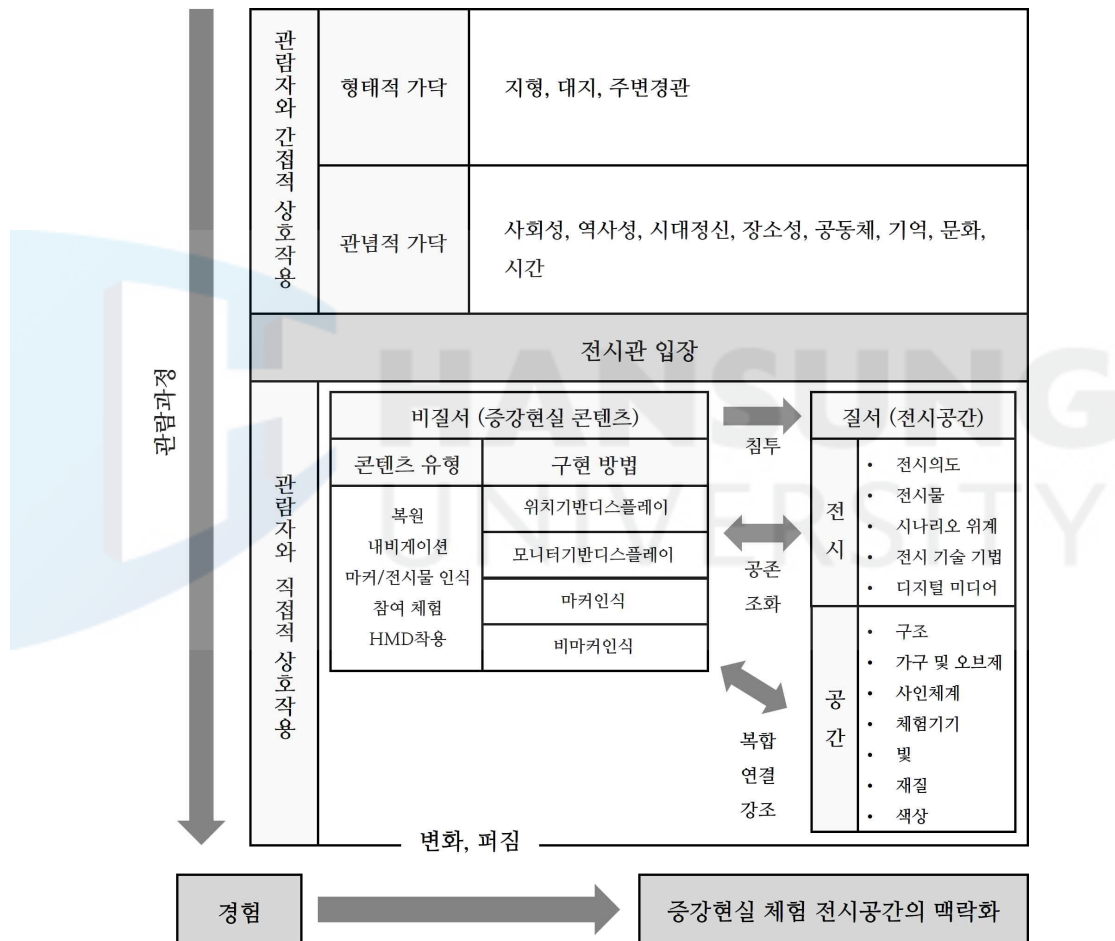 관람과정
관람자와 간접적 상호작용
형태적 가닥
지형, 대지, 주변경관
관념적 가닥
사회성, 역사성, 시대정신, 장소성, 공동체, 기억, 문화,
시간
전시관 입장
관람자와 직접적 상호작용
비질서 (증강현실 콘텐츠)
콘텐츠 유형
구현 방법
복원
내비게이션
마커/전시물 인식
참여 체험
HMD착용
위치기반디스플레이
모니터기반디스플레이
마커인식
비마커인식
침투
공존
조화
복합
연결
강조
질서 (전시공간)
전시
• 전시의도
• 전시물
• 시나리오 위계
• 전시 기술 기법
• 디지털 미디어
공간
• 구조
• 가구 및 오브제
• 사인체계
• 체험기기
• 빛
• 재질
• 색상
변화, 퍼짐
경험
증강현실 체험 전시공간의 맥락화
HANSUNG
UNIVERSITY